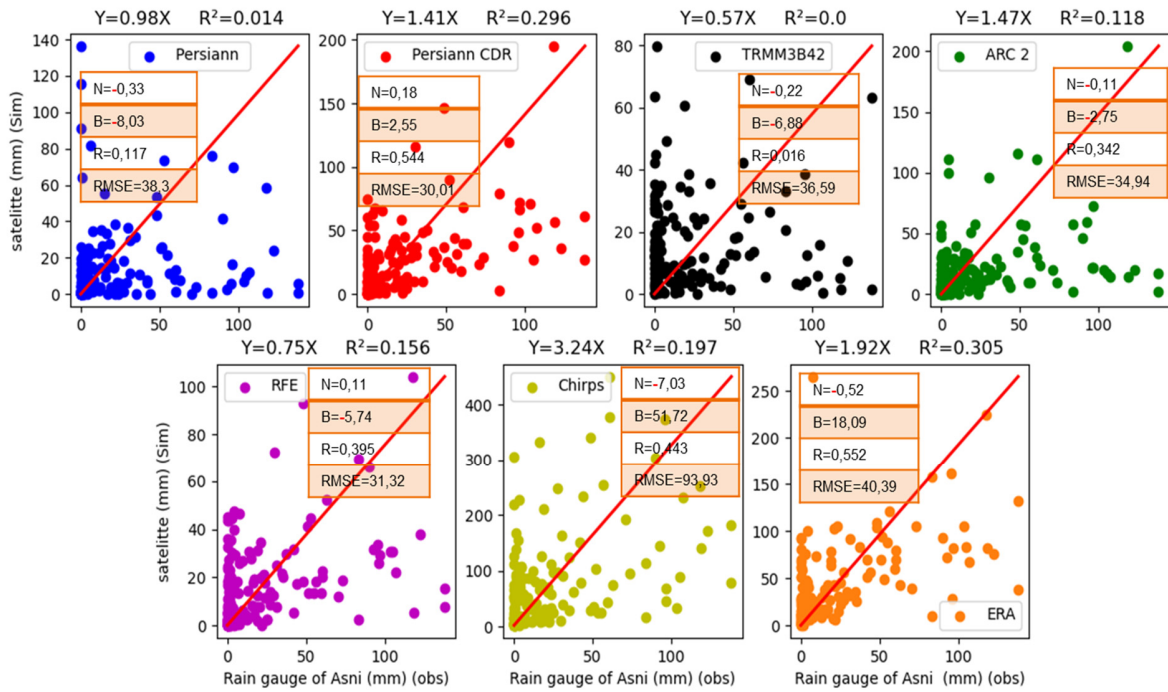 Y=0.98X R²=0.014
Y=1.41X R²=0.296
Y=0.57X R²=0.0
Y=1.47X R²=0.118
satelitte (mm) (Sim)
140
120
100
80
60
40
20
0
0 50 100
Persiann
N=-0,33
B=-8,03
R=0,117
RMSE=38,3
200
150
100
50
0
0 50 100
Persiann CDR
N=0,18
B=2,55
R=0,544
RMSE=30,01
80
60
40
20
0
0 50 100
TRMM3B42
N=-0,22
B=-6,88
R=0,016
RMSE=36,59
200
150
100
50
0
0 50 100
ARC 2
N=-0,11
B=-2,75
R=0,342
RMSE=34,94
Y=0.75X R²=0.156
Y=3.24X R²=0.197
Y=1.92X R²=0.305
satelitte (mm) (Sim)
100
80
60
40
20
0
0 50 100
Rain gauge of Asni (mm) (obs)
RFE
N=0,11
B=-5,74
R=0,395
RMSE=31,32
400
300
200
100
0
0 50 100
Rain gauge of Asni (mm) (obs)
Chirps
N=-7,03
B=51,72
R=0,443
RMSE=93,93
250
200
150
100
50
0
0 50 100
Rain gauge of Asni (mm) (obs)
N=-0,52
B=18,09
R=0,552
RMSE=40,39
ERA